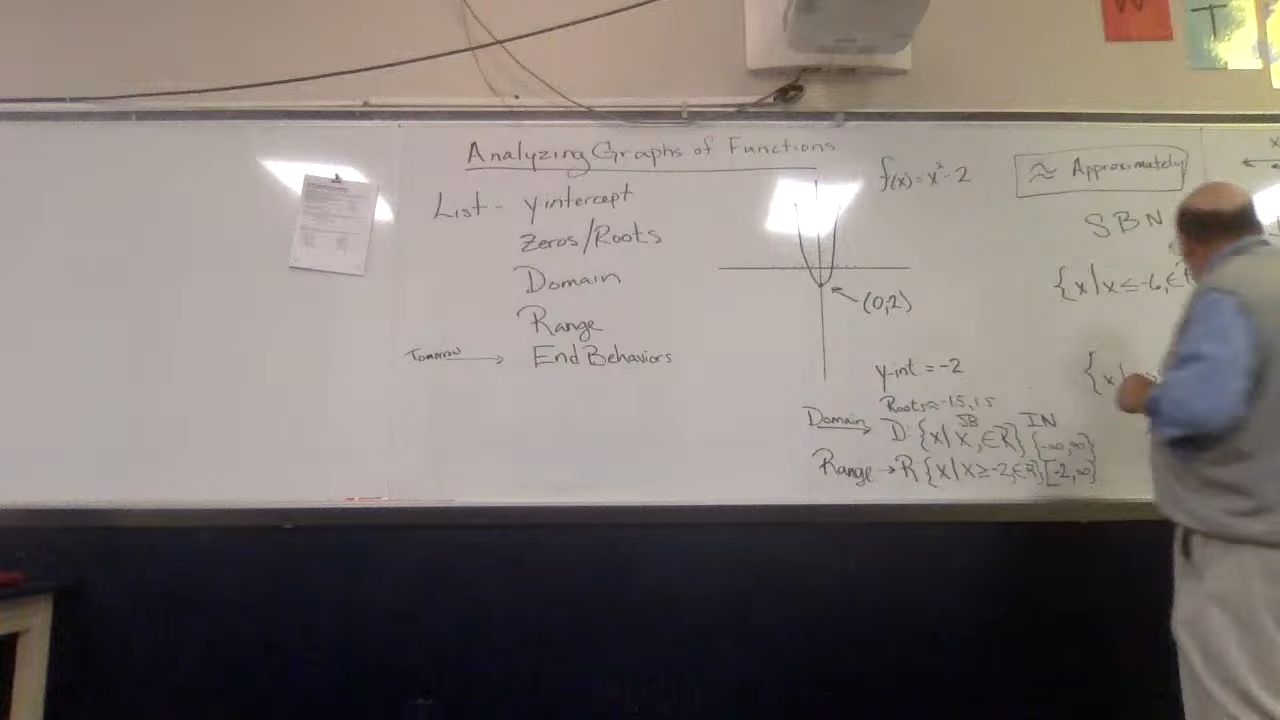 W
T
Analyzing Graphs of Functions
List - y intercept
Zeros/Roots
Domain
Range
Tomorrow → End Behaviors
f(x) = x² - 2
(0,-2)
y-int = -2
Roots ≈ -1.5, 1.5
SB IN
Domain → D: {x|x,∈R} {-∞,∞}
Range → R {x|x≥-2,∈R},[-2,∞}
≈ Approximately
SBN
{x|x≤-6,∈R
{x|
x